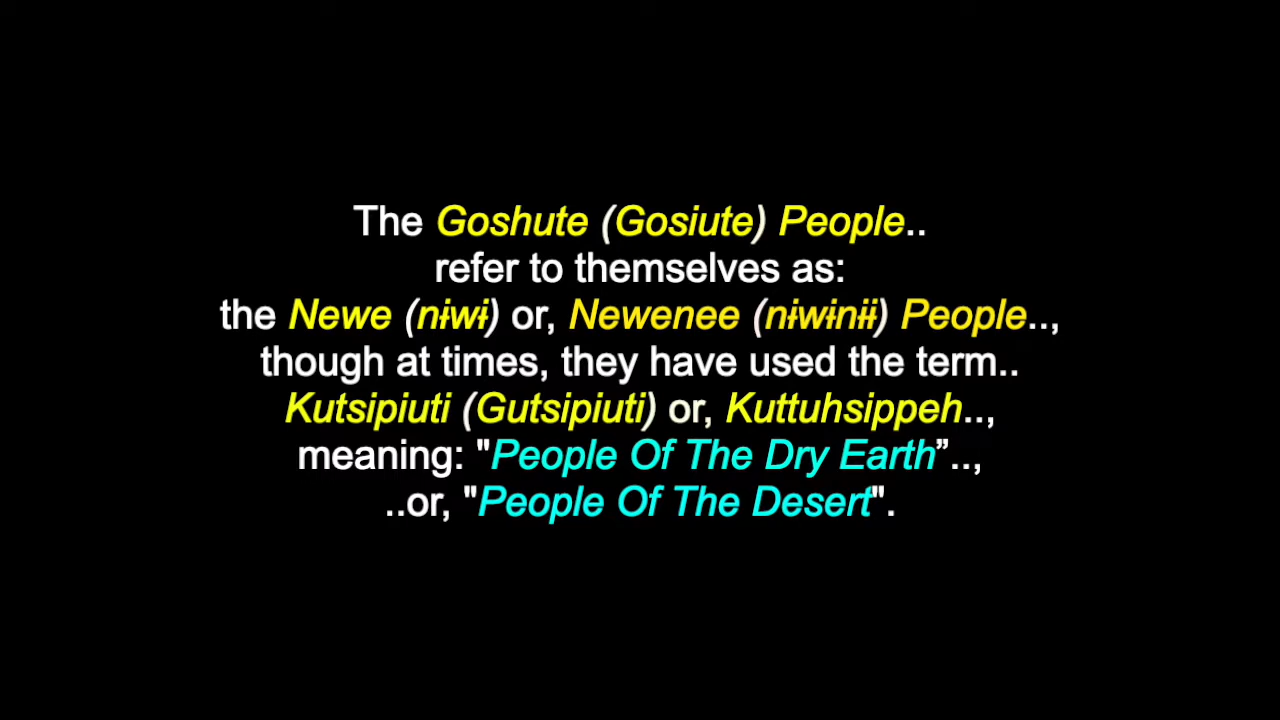 The Goshute (Gosiute) People..
refer to themselves as:
the Newe (nɨwɨ) or, Newenee (nɨwɨnɨɨ) People..,
though at times, they have used the term..
Kutsipiuti (Gutsipiuti) or, Kuttuhsippeh..,
meaning: "People Of The Dry Earth”..,
..or, "People Of The Desert".